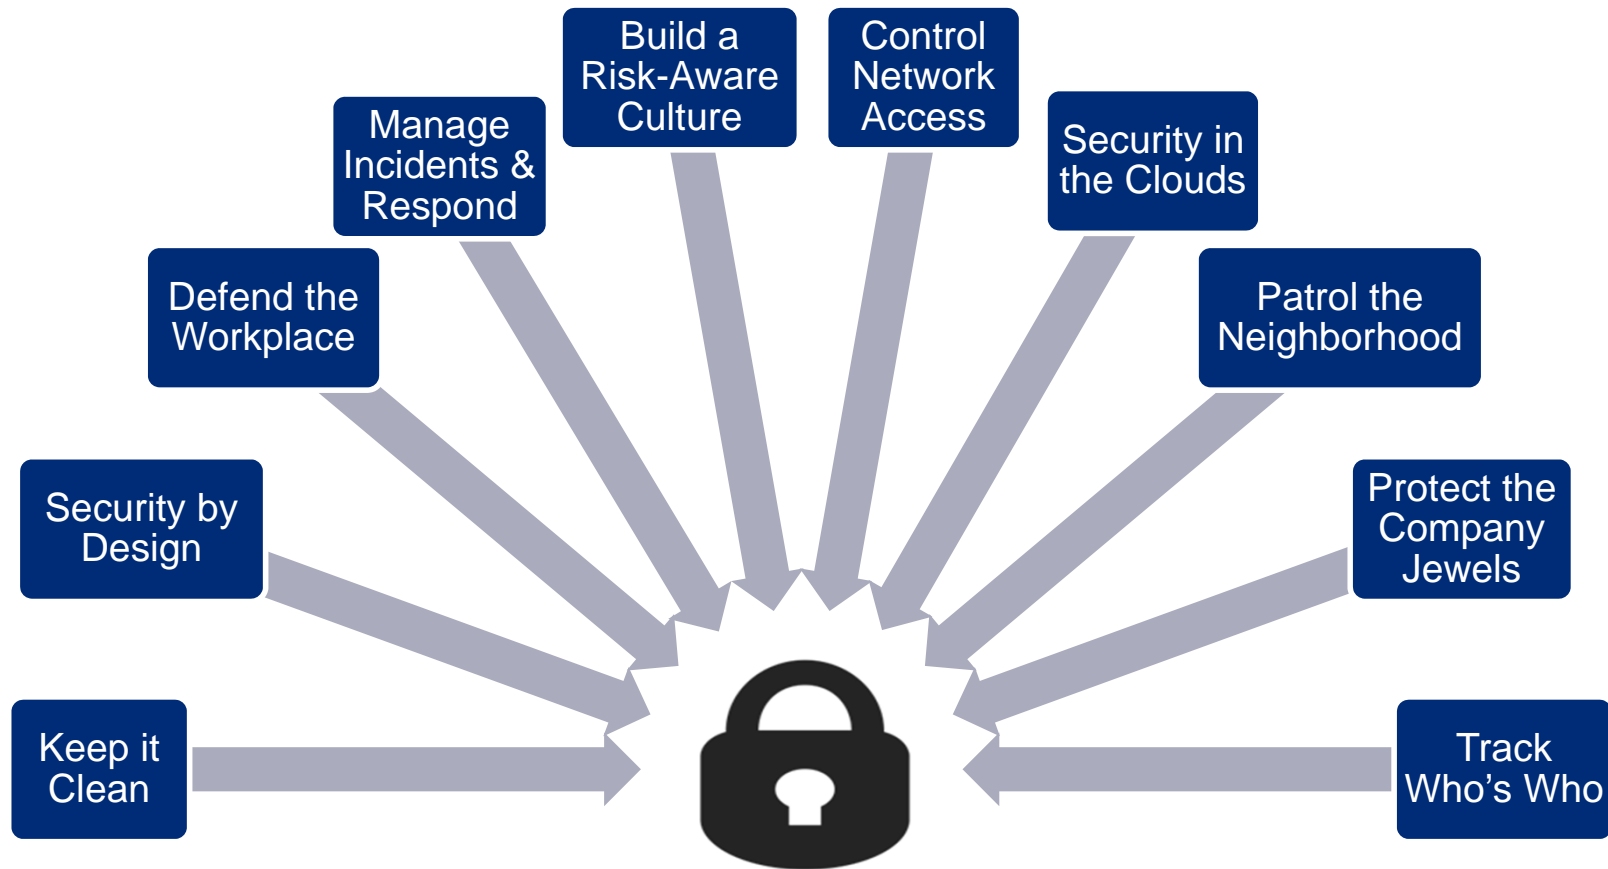 Build a
Risk-Aware
Culture
Control
Network
Access
Manage
Incidents &
Respond
Security in
the Clouds
Defend the
Workplace
Patrol the
Neighborhood
Security by
Design
Protect the
Company
Jewels
Keep it
Clean
Track
Who’s Who